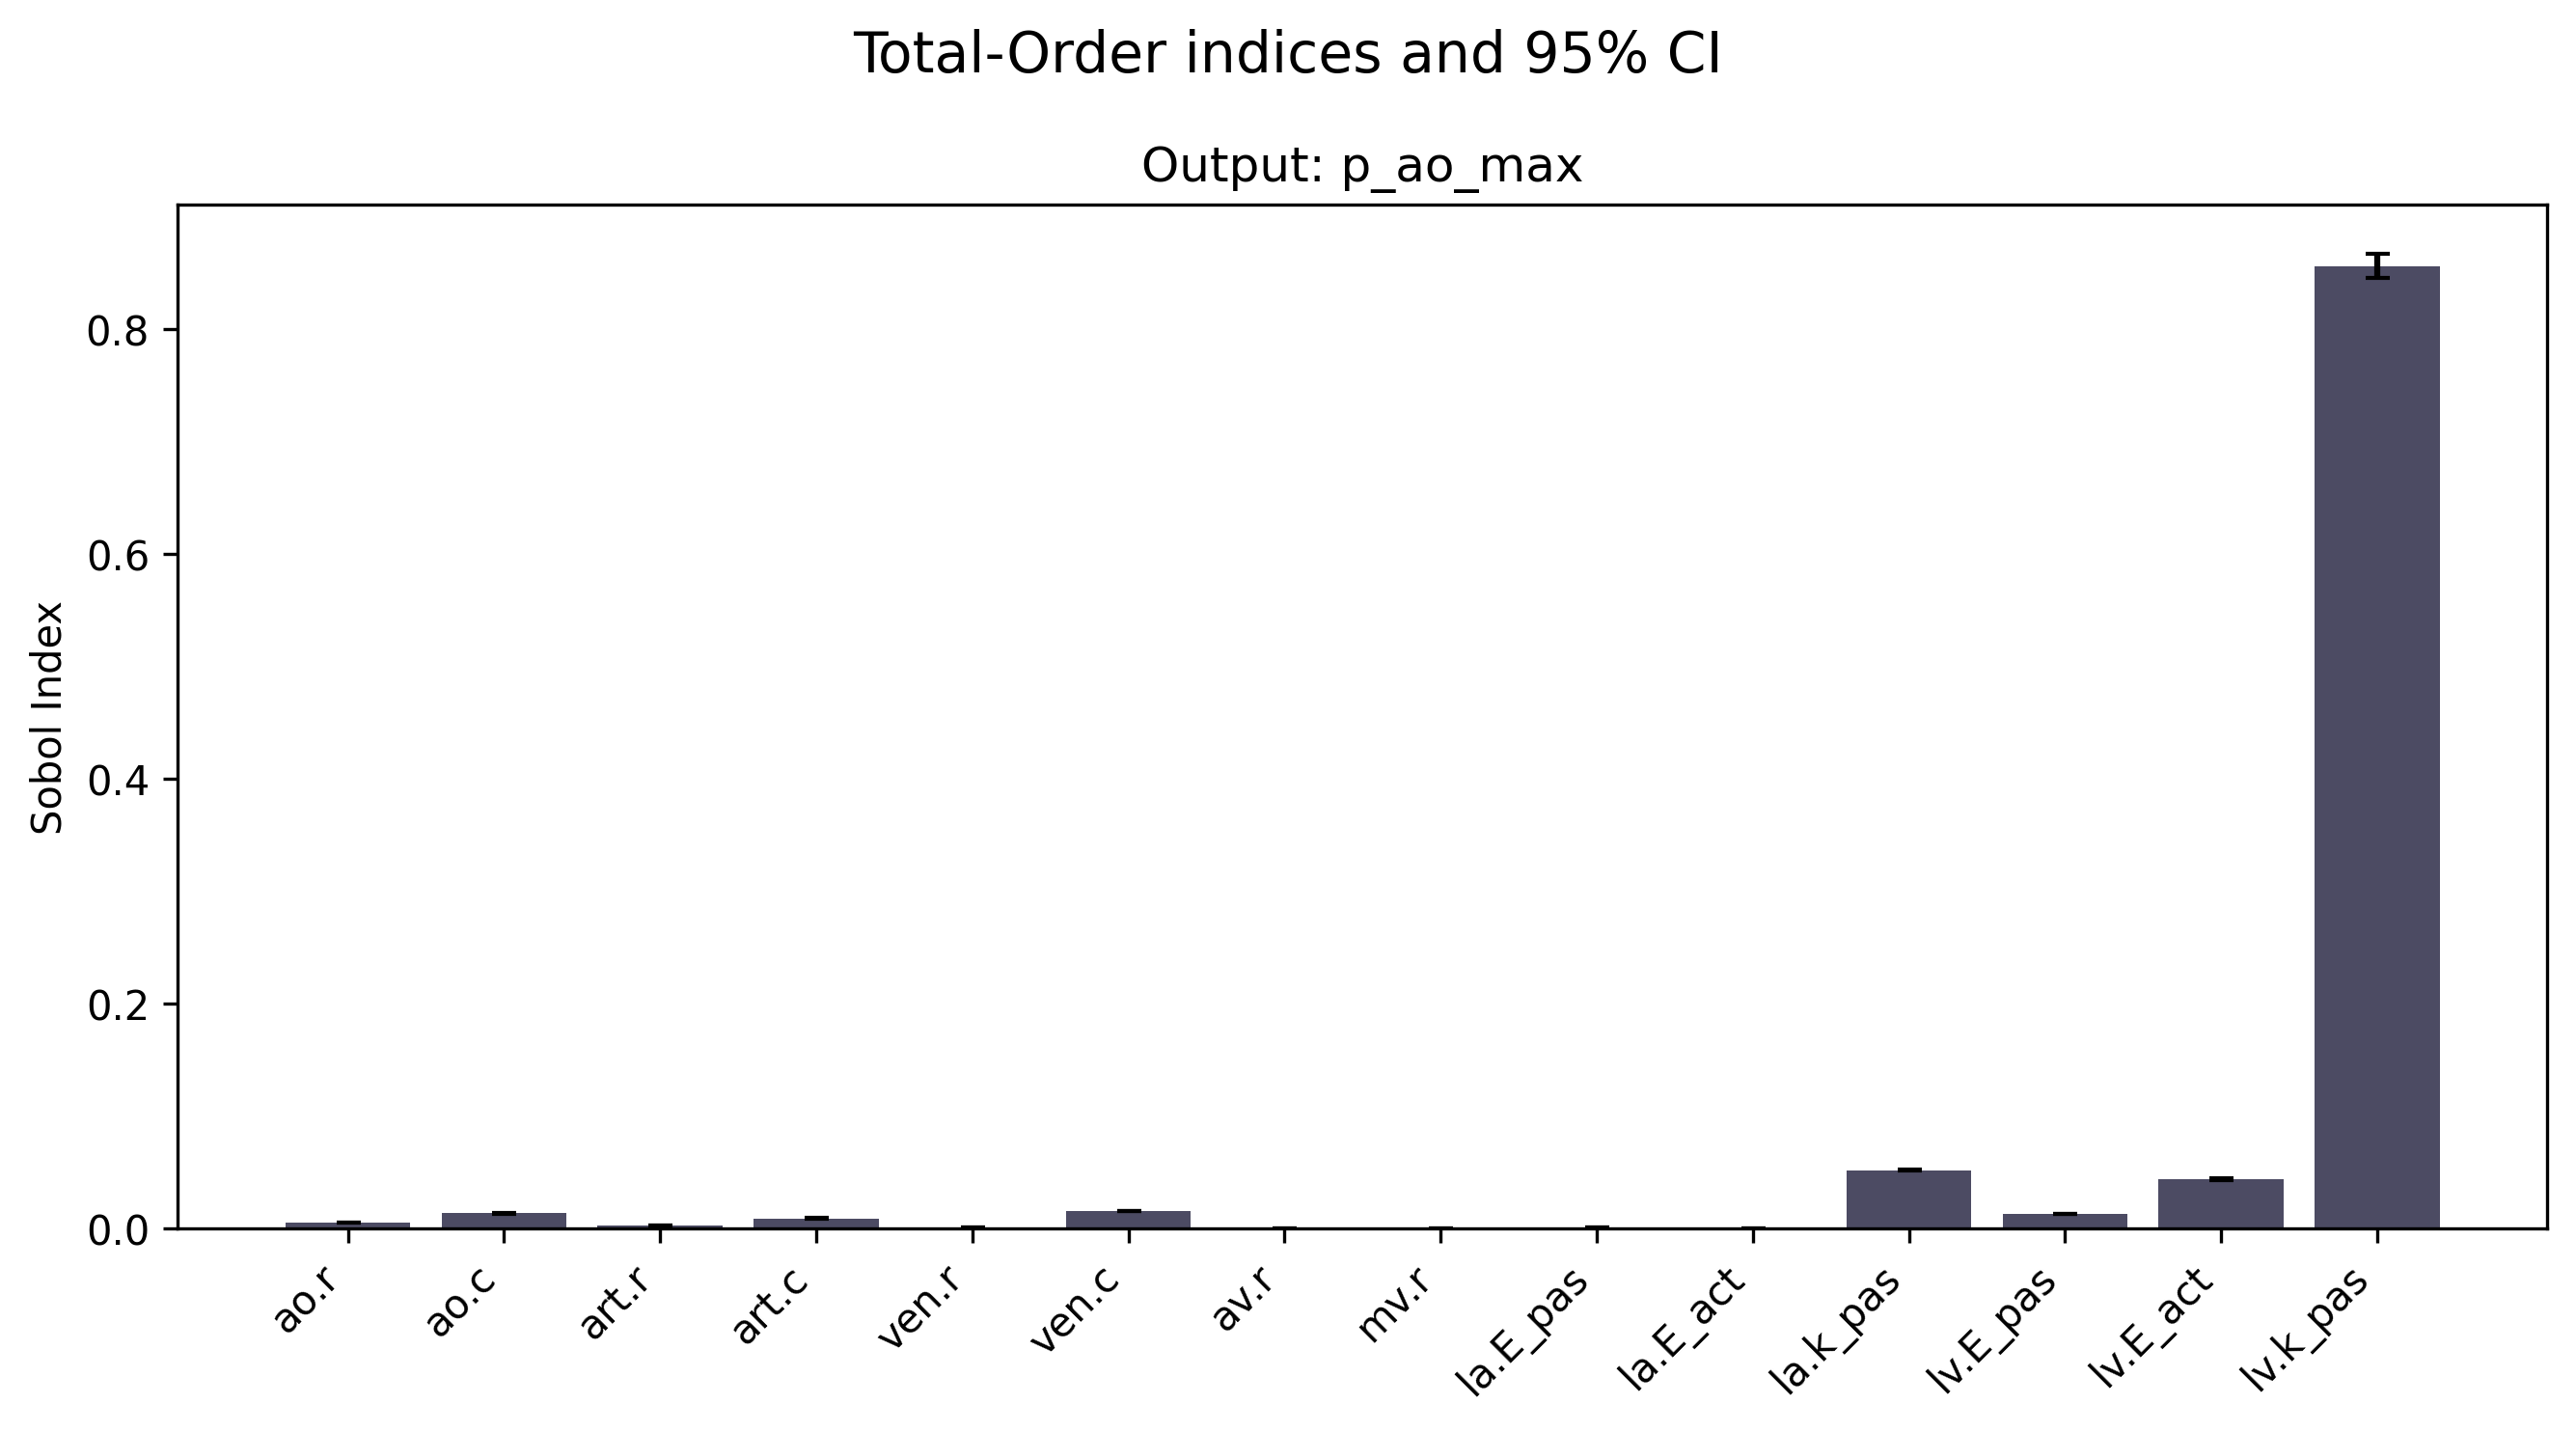 Total-Order indices and 95% CI
Output: p_ao_max
Sobol Index
0.8
0.6
0.4
0.2
0.0
ao.r
ao.c
art.r
art.c
ven.r
ven.c
av.r
mv.r
la.E_pas
la.E_act
la.k_pas
lv.E_pas
lv.E_act
lv.k_pas